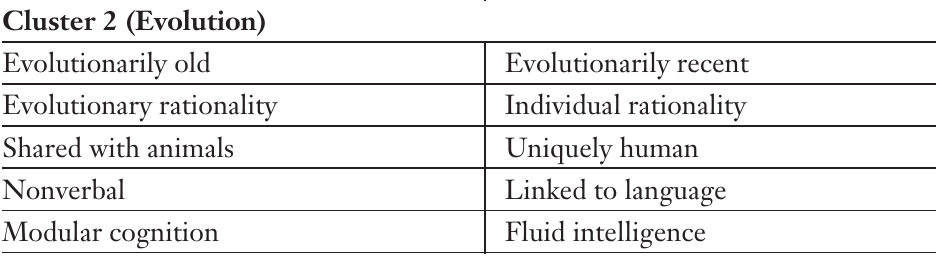 Cluster 2 (Evolution)
Evolutionarily old Evolutionarily recent
Evolutionary rationality Individual rationality
Shared with animals Uniquely human
Nonverbal Linked to language
Modular cognition Fluid intelligence